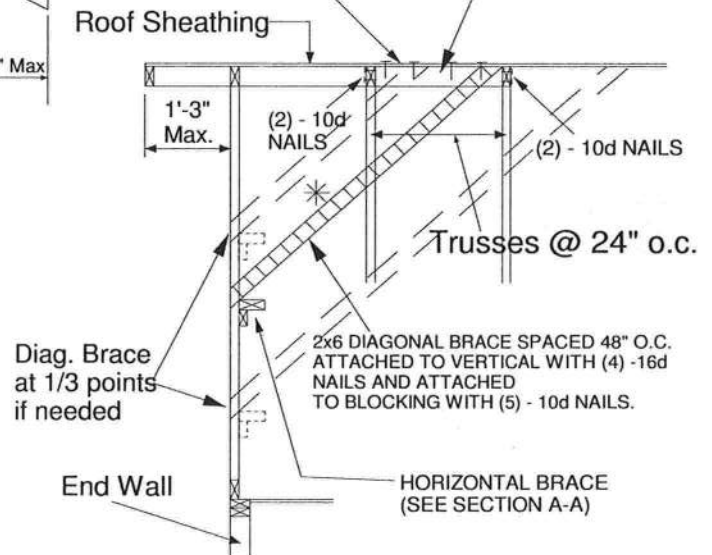 Roof Sheathing
" Max
1'-3"
Max.
(2) - 10d
NAILS
(2) - 10d NAILS
Trusses @ 24" o.c.
2x6 DIAGONAL BRACE SPACED 48" O.C.
ATTACHED TO VERTICAL WITH (4) -16d
NAILS AND ATTACHED
TO BLOCKING WITH (5) - 10d NAILS.
Diag. Brace
at 1/3 points
if needed
End Wall
HORIZONTAL BRACE
(SEE SECTION A-A)